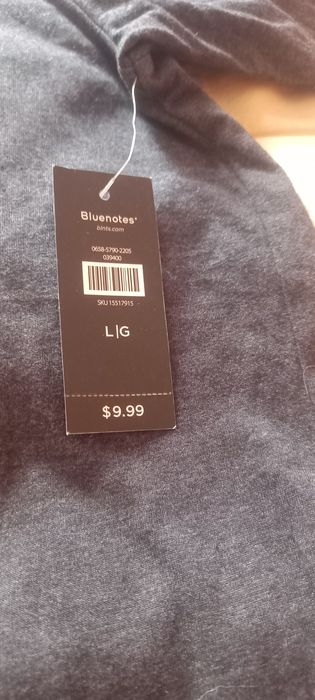 Bluenotes®
blnts.com
0658-5790-2205
039400
SKU 15517915
L|G
$9.99